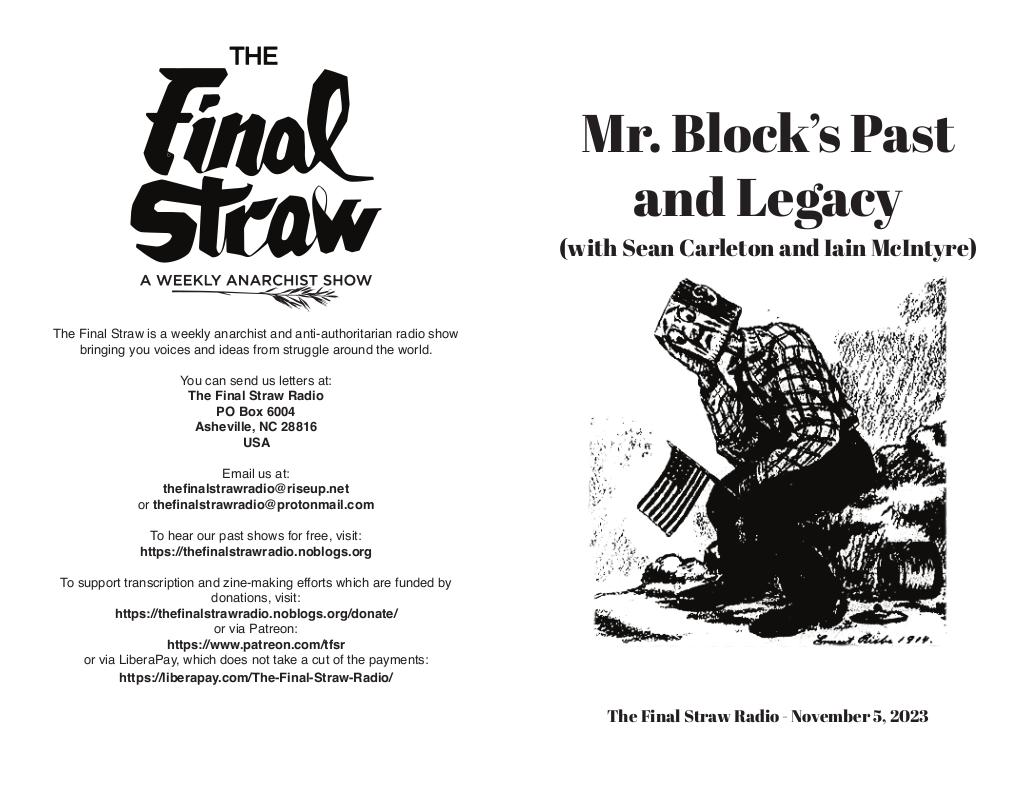 THE
Final
Straw
A WEEKLY ANARCHIST SHOW
The Final Straw is a weekly anarchist and anti-authoritarian radio show
bringing you voices and ideas from struggle around the world.
You can send us letters at:
The Final Straw Radio
PO Box 6004
Asheville, NC 28816
USA
Email us at:
thefinalstrawradio@riseup.net
or thefinalstrawradio@protonmail.com
To hear our past shows for free, visit:
https://thefinalstrawradio.noblogs.org
To support transcription and zine-making efforts which are funded by
donations, visit:
https://thefinalstrawradio.noblogs.org/donate/
or via Patreon:
https://www.patreon.com/tfsr
or via LiberaPay, which does not take a cut of the payments:
https://liberapay.com/The-Final-Straw-Radio/
Mr. Block’s Past
and Legacy
(with Sean Carleton and Iain McIntyre)
Ernest Riebe 1914.
The Final Straw Radio - November 5, 2023